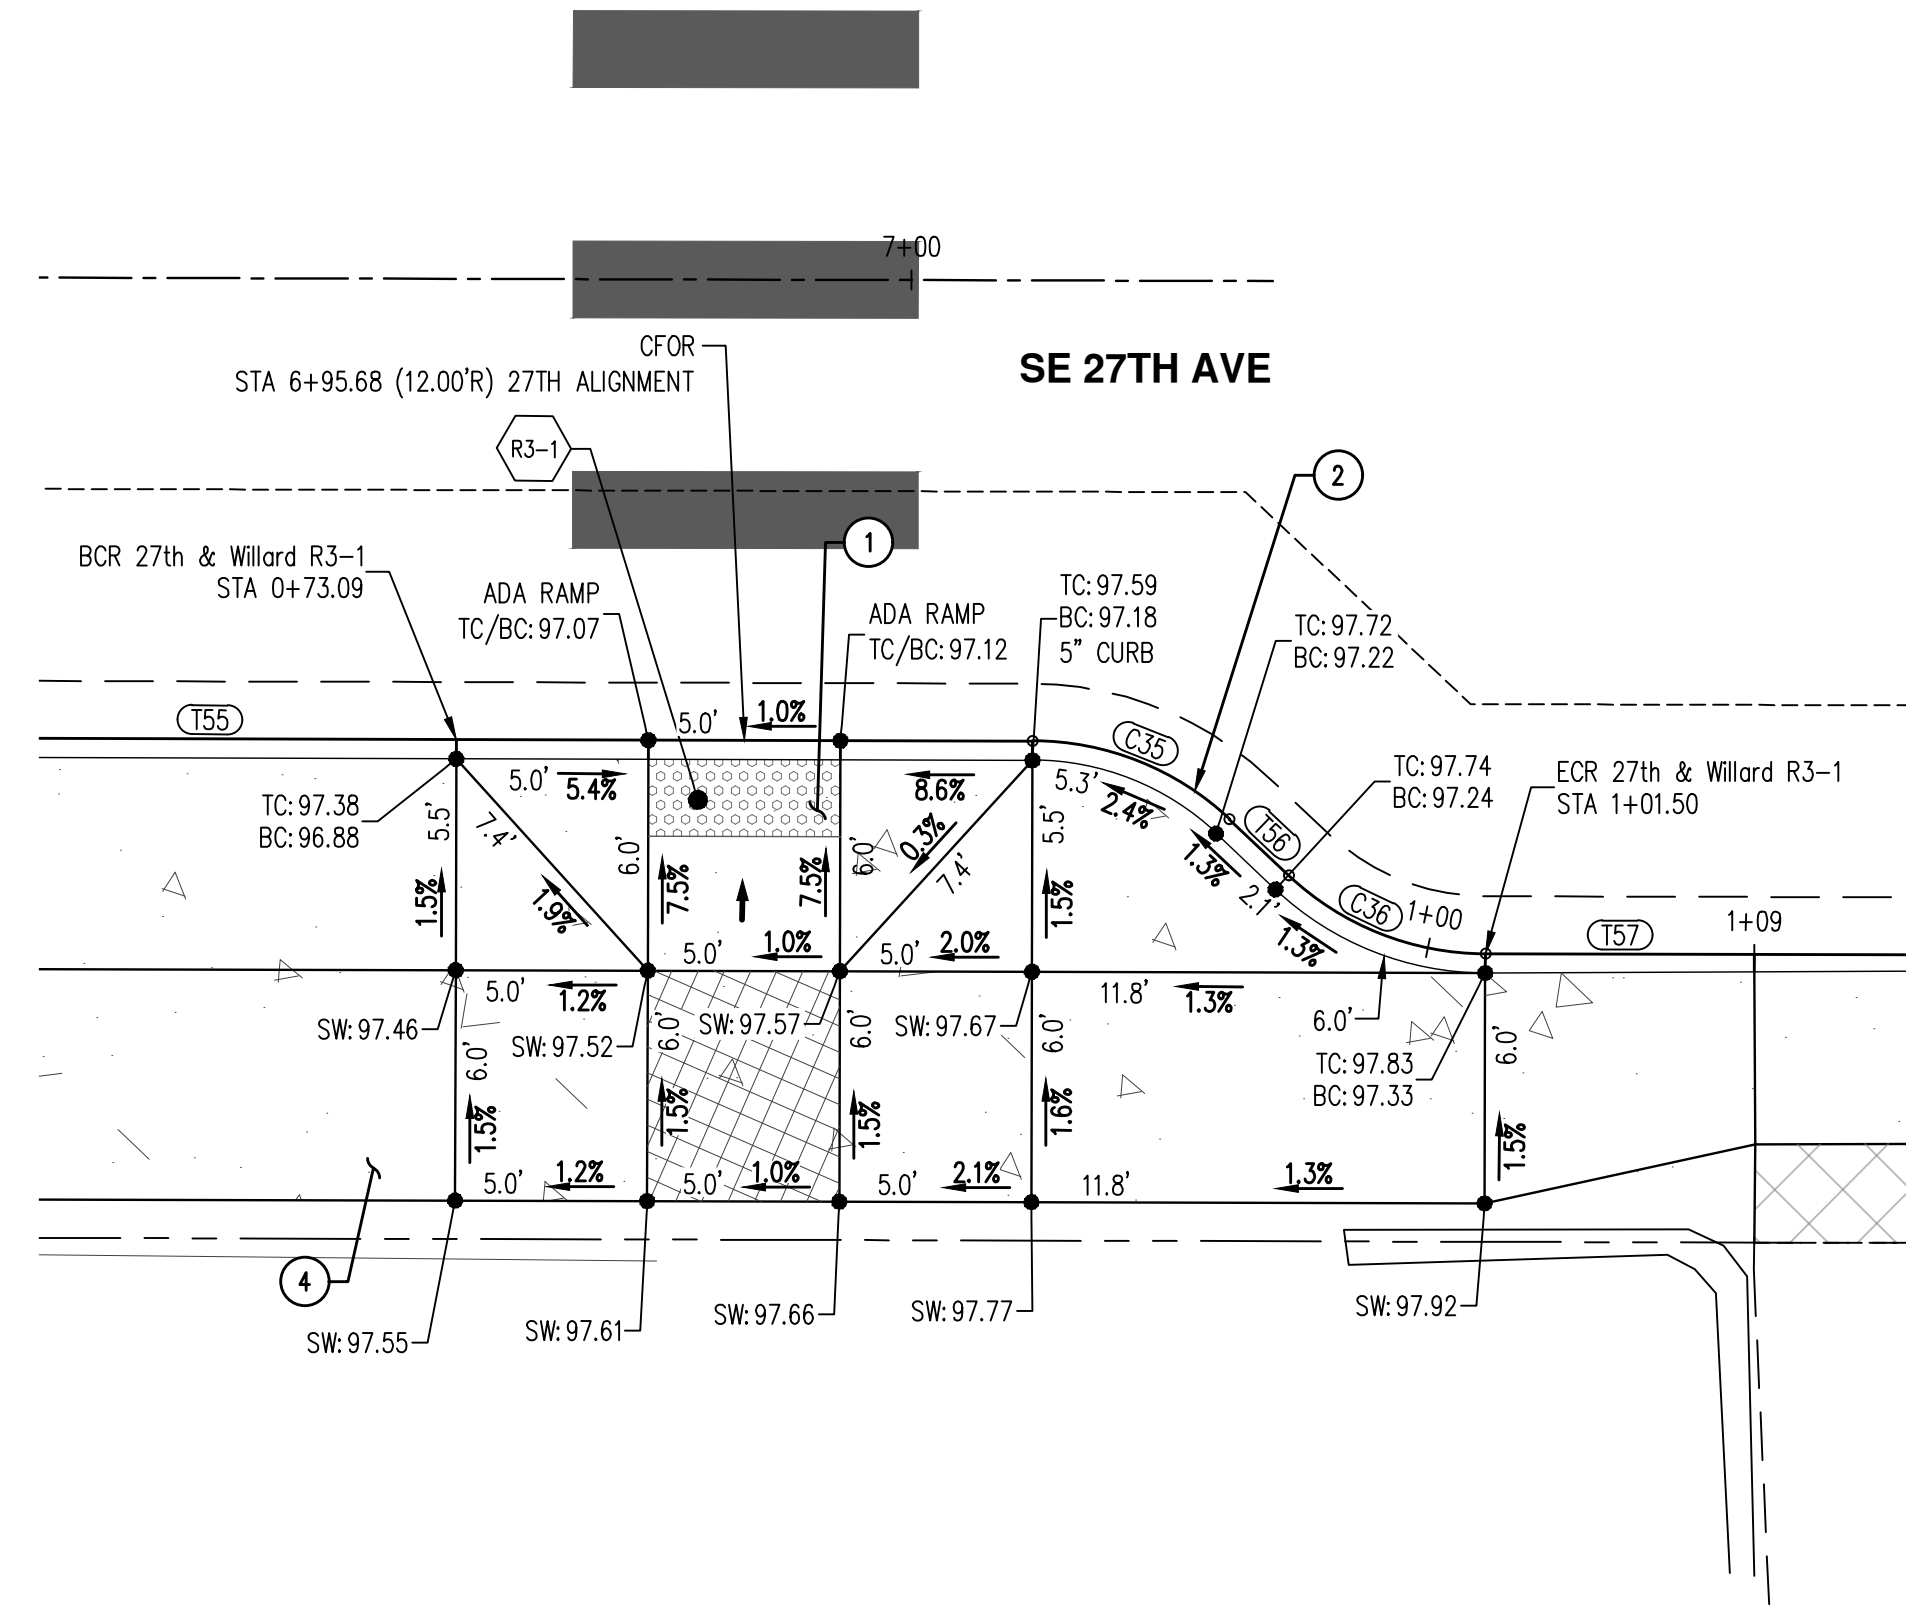 7+00
CFOR
STA 6+95.68 (12.00'R) 27TH ALIGNMENT
SE 27TH AVE
R3-1
2
1
BCR 27th & Willard R3-1
STA 0+73.09
ADA RAMP
TC/BC: 97.07
ADA RAMP
TC/BC: 97.12
TC: 97.59
BC: 97.18
5" CURB
TC: 97.72
BC: 97.22
T55
5.0'
1.0%
C35
TC: 97.74
BC: 97.24
ECR 27th & Willard R3-1
STA 1+01.50
TC: 97.38
BC: 96.88
5.5'
5.0'
5.4%
7.4'
6.0'
8.6%
0.3%
6.0'
7.4'
5.3'
2.4%
5.5'
T56
1.3%
2.1'
1.5%
1.9%
7.5%
7.5%
1.5%
C36
1+00
1.3%
T57
1+09
5.0'
1.0%
5.0'
2.0%
5.0'
1.2%
11.8'
1.3%
6.0'
SW: 97.46
SW: 97.52
SW: 97.57
SW: 97.67
6.0'
6.0'
6.0'
6.0'
6.0'
TC: 97.83
BC: 97.33
1.5%
1.5%
1.5%
1.6%
1.5%
5.0'
1.2%
5.0'
1.0%
5.0'
2.1%
11.8'
1.3%
4
SW: 97.55
SW: 97.61
SW: 97.66
SW: 97.77
SW: 97.92